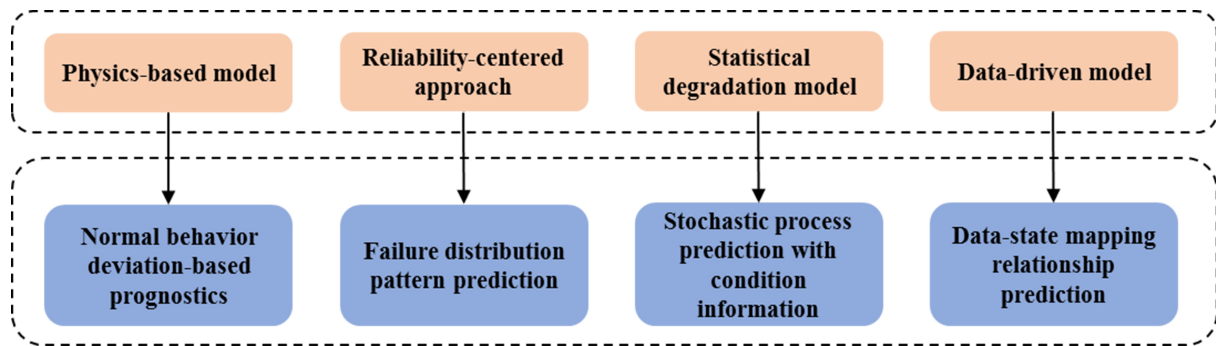 Physics-based model
Reliability-centered
approach
Statistical
degradation model
Data-driven model
Normal behavior
deviation-based
prognostics
Failure distribution
pattern prediction
Stochastic process
prediction with
condition
information
Data-state mapping
relationship
prediction